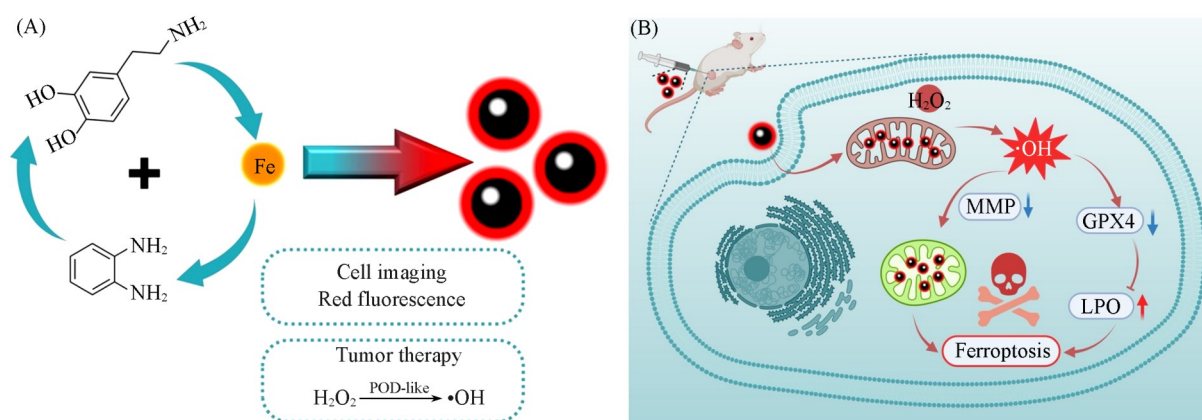 (A)
NH₂
HO
HO
Fe
+
NH₂
NH₂
Cell imaging
Red fluorescence
Tumor therapy
H₂O₂ POD-like •OH
(B)
H₂O₂
·OH
MMP
GPX4
LPO
Ferroptosis